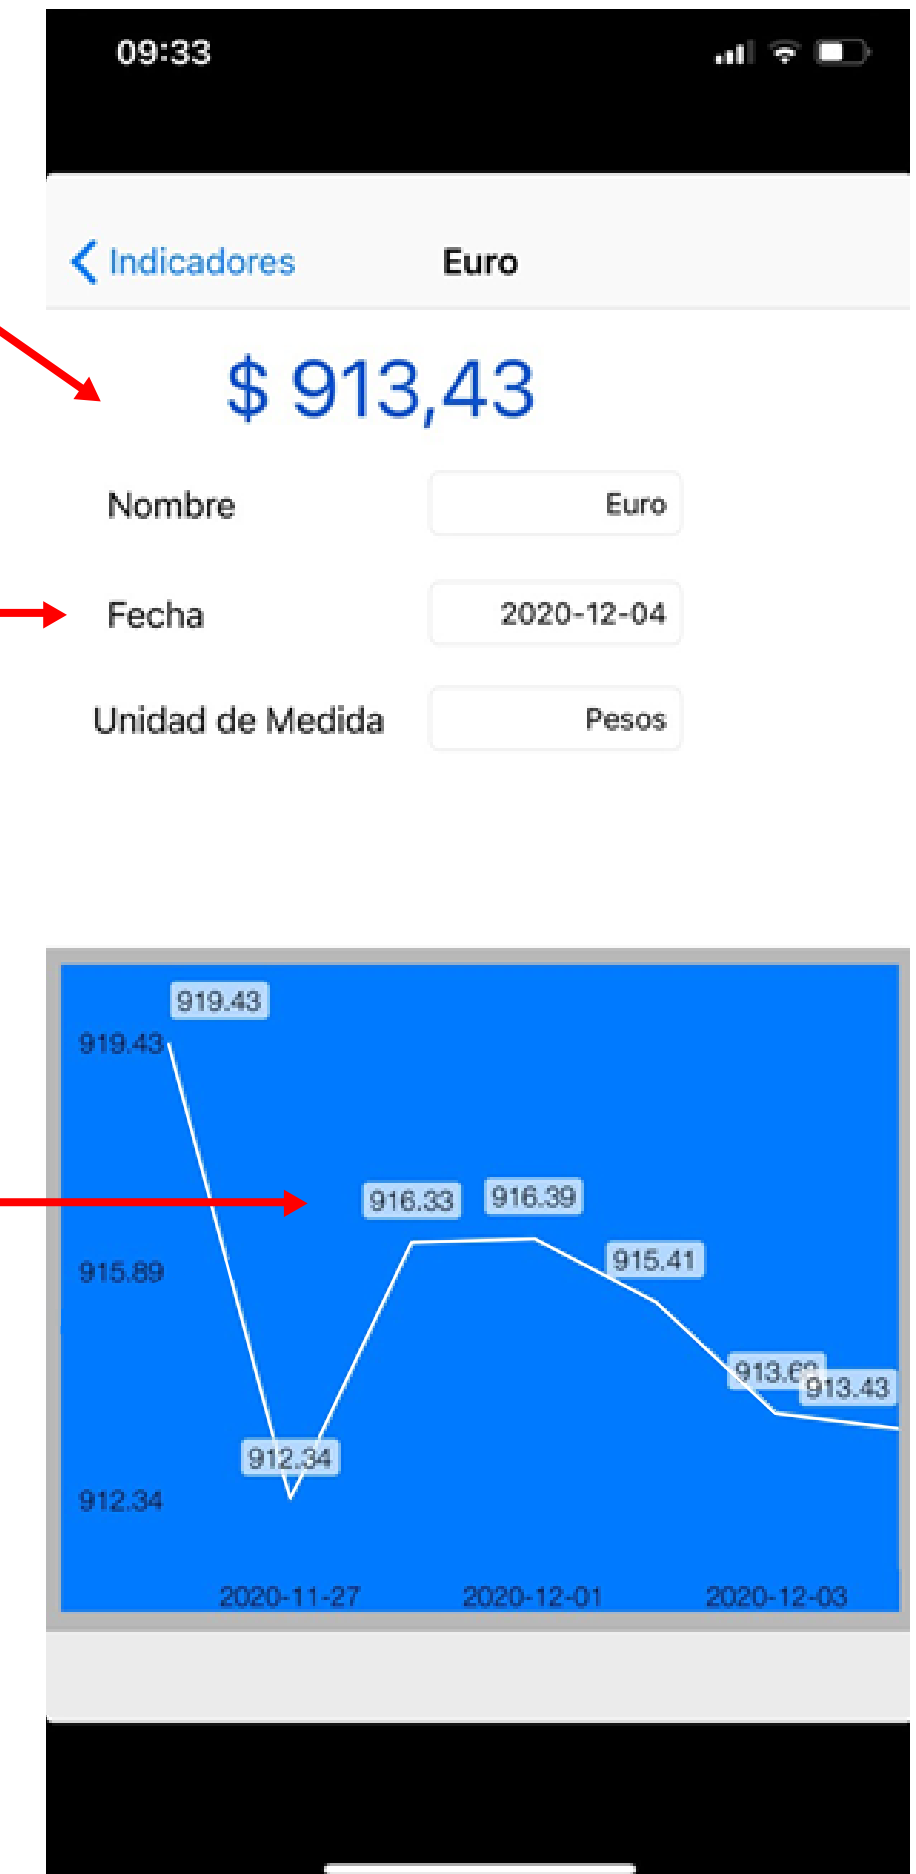 09:33
Indicadores
Euro
$ 913,43
Nombre
Euro
Fecha
2020-12-04
Unidad de Medida
Pesos
919.43
919.43
916.33
916.39
915.41
915.89
913.43
912.34
912.34
2020-11-27
2020-12-01
2020-12-03